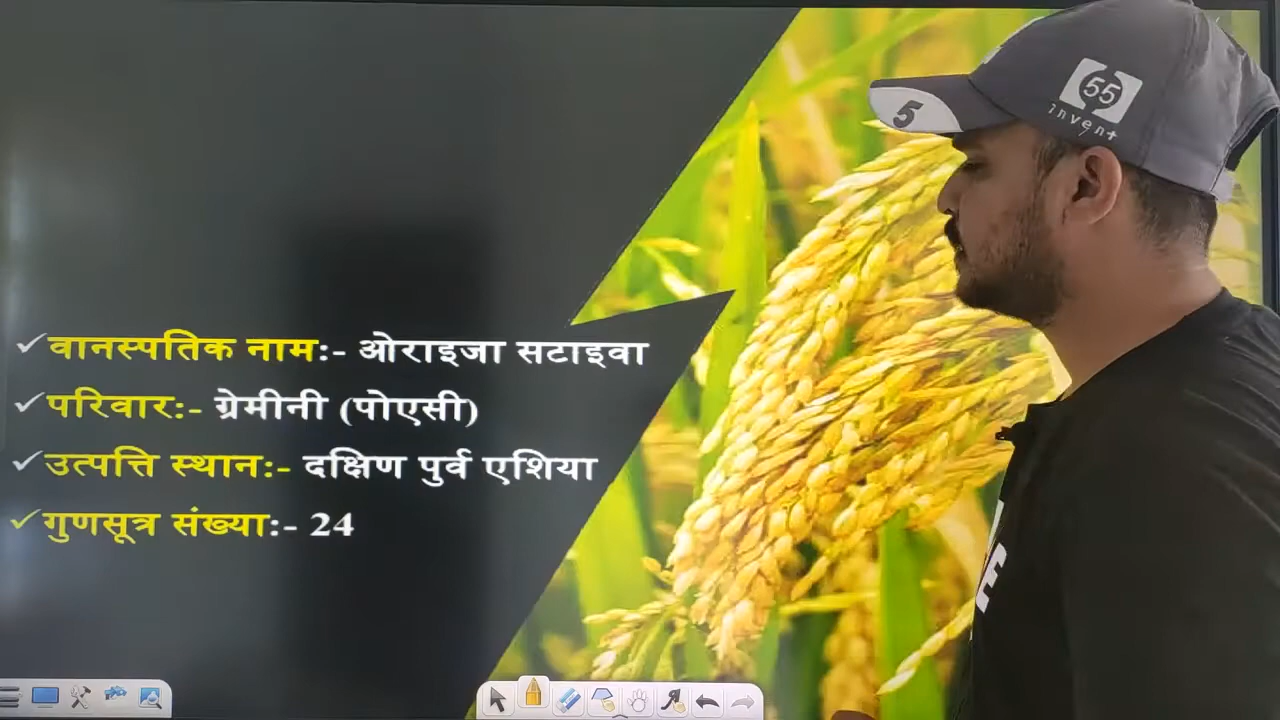 55
invent
5
✓वानस्पतिक नाम:- ओराइजा सटाइवा
✓परिवार:- ग्रेमीनी (पोएसी)
✓उत्पत्ति स्थान:- दक्षिण पुर्व एशिया
✓गुणसूत्र संख्या:- 24